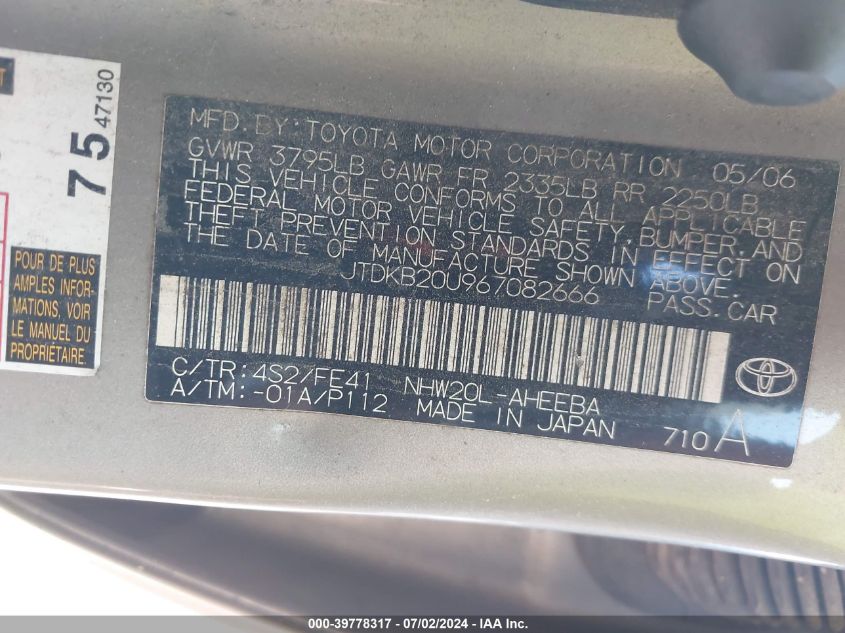 T
75
47130
POUR DE PLUS
AMPLES INFOR-
MATIONS, VOIR
LE MANUEL DU
PROPRIÉTAIRE.
MFD. BY: TOYOTA MOTOR CORPORATION 05/06
GVWR 3795LB GAWR FR 2335LB RR 2250LB
THIS VEHICLE CONFORMS TO ALL APPLICABLE
FEDERAL MOTOR VEHICLE SAFETY, BUMPER, AND
THEFT PREVENTION STANDARDS IN EFFECT ON
THE DATE OF MANUFACTURE SHOWN ABOVE.
JTDKB20U967082666 PASS. CAR
C/TR: 4S2/FE41 NHW20L-AHEEBA
A/TM: -01A/P112 MADE IN JAPAN 710 A
000-39778317 - 07/02/2024 - IAA Inc.